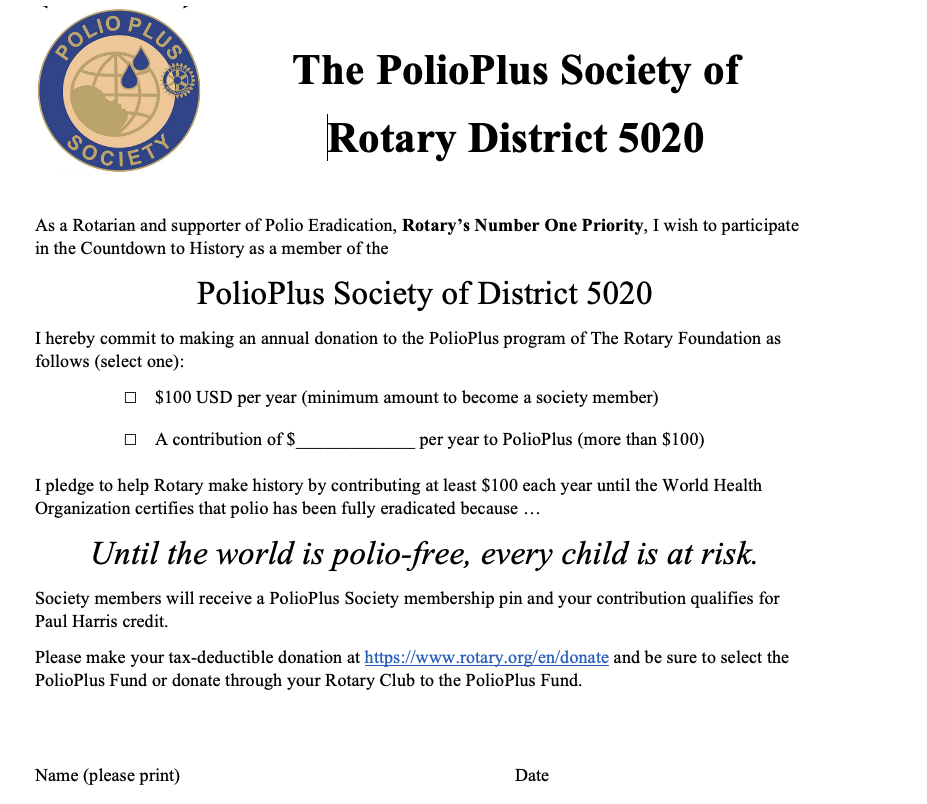 POLIO PLUS
SOCIETY
The PolioPlus Society of
Rotary District 5020
As a Rotarian and supporter of Polio Eradication, Rotary’s Number One Priority, I wish to participate
in the Countdown to History as a member of the
PolioPlus Society of District 5020
I hereby commit to making an annual donation to the PolioPlus program of The Rotary Foundation as
follows (select one):
☐ $100 USD per year (minimum amount to become a society member)
☐ A contribution of $_____________ per year to PolioPlus (more than $100)
I pledge to help Rotary make history by contributing at least $100 each year until the World Health
Organization certifies that polio has been fully eradicated because …
Until the world is polio-free, every child is at risk.
Society members will receive a PolioPlus Society membership pin and your contribution qualifies for
Paul Harris credit.
Please make your tax-deductible donation at https://www.rotary.org/en/donate and be sure to select the
PolioPlus Fund or donate through your Rotary Club to the PolioPlus Fund.
Name (please print) Date